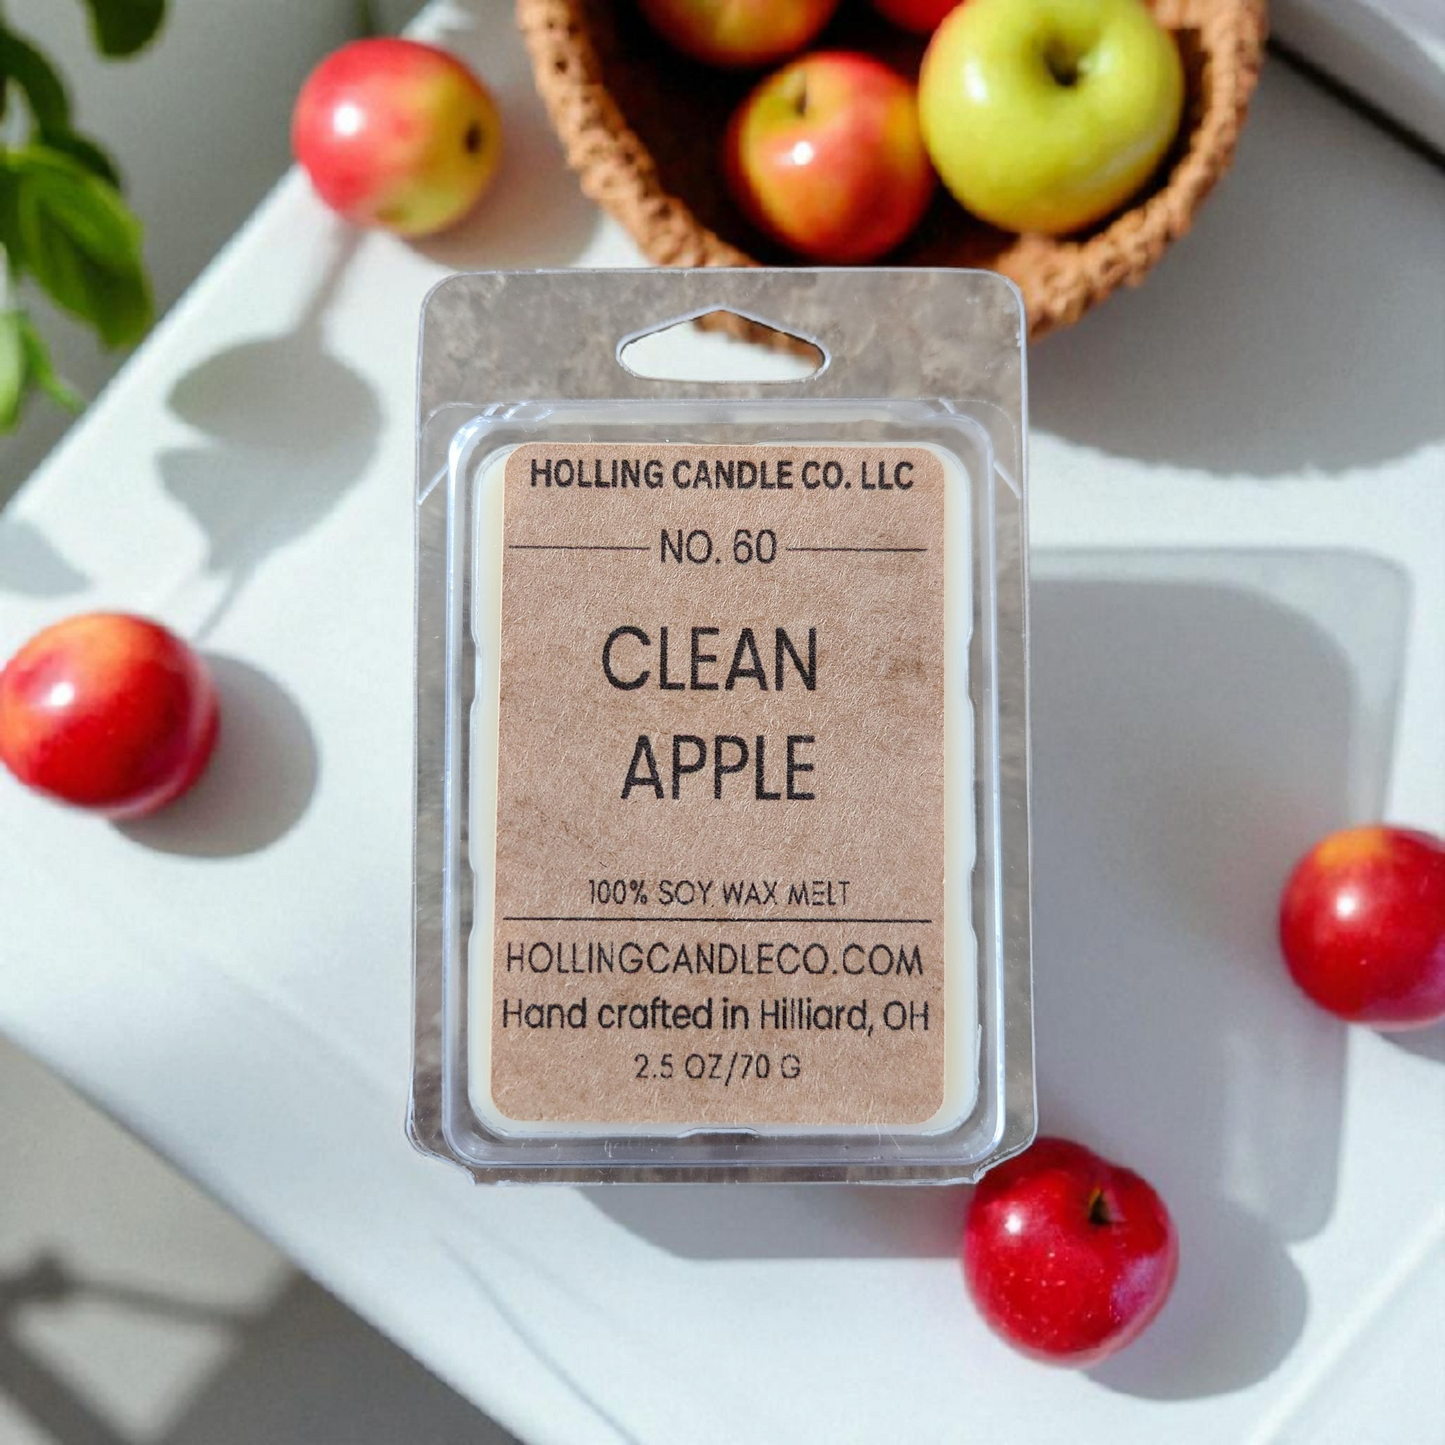 HOLLING CANDLE CO. LLC
NO. 60
CLEAN
APPLE
100% SOY WAX MELT
HOLLINGCANDLECO.COM
Hand crafted in Hilliard, OH
2.5 OZ/70 G